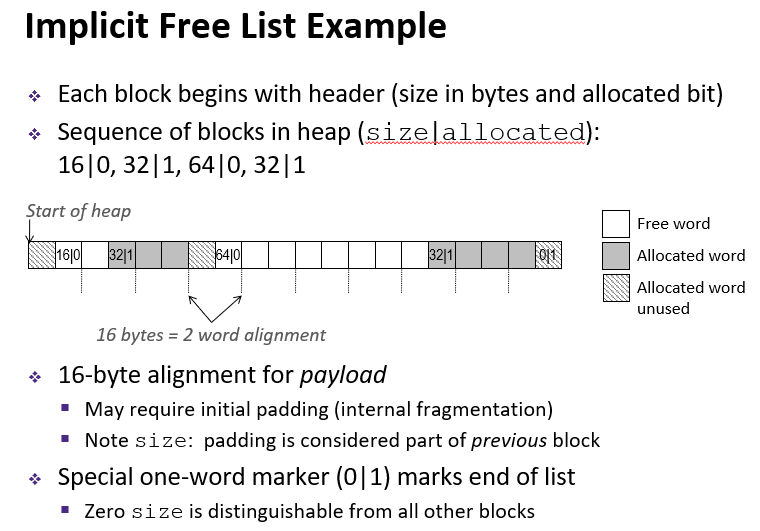 Implicit Free List Example
Each block begins with header (size in bytes and allocated bit)
Sequence of blocks in heap (size|allocated):
16|0, 32|1, 64|0, 32|1
Start of heap
16|0 32|1 64|0 32|1 0|1
Free word
Allocated word
Allocated word
unused
16 bytes = 2 word alignment
16-byte alignment for payload
May require initial padding (internal fragmentation)
Note size: padding is considered part of previous block
Special one-word marker (0|1) marks end of list
Zero size is distinguishable from all other blocks